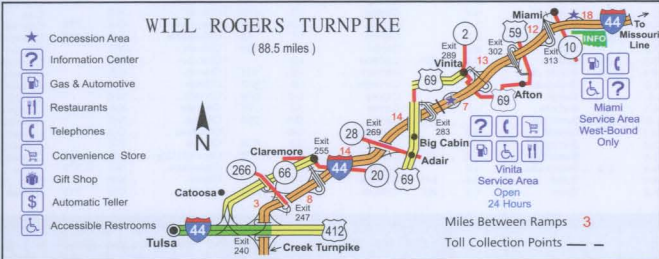 WILL ROGERS TURNPIKE
( 88.5 miles )
Concession Area
? Information Center
Gas & Automotive
Restaurants
Telephones
Convenience Store
Gift Shop
$ Automatic Teller
Accessible Restrooms
N
Miami
18
44
To
Missouri
Line
INFO
59
12
2
Exit
302
Exit
289
Vinita
13
10
Exit
313
69
Afton
69
7
?
Miami
Service Area
West-Bound
Only
14
28
Exit
269
Exit
283
Big Cabin
Adair
69
?
Vinita
Service Area
Open
24 Hours
Exit
255
Claremore
14
44
20
266
66
Catoosa
8
3
Exit
247
44
412
Tulsa
Exit
240
Creek Turnpike
Miles Between Ramps 3
Toll Collection Points